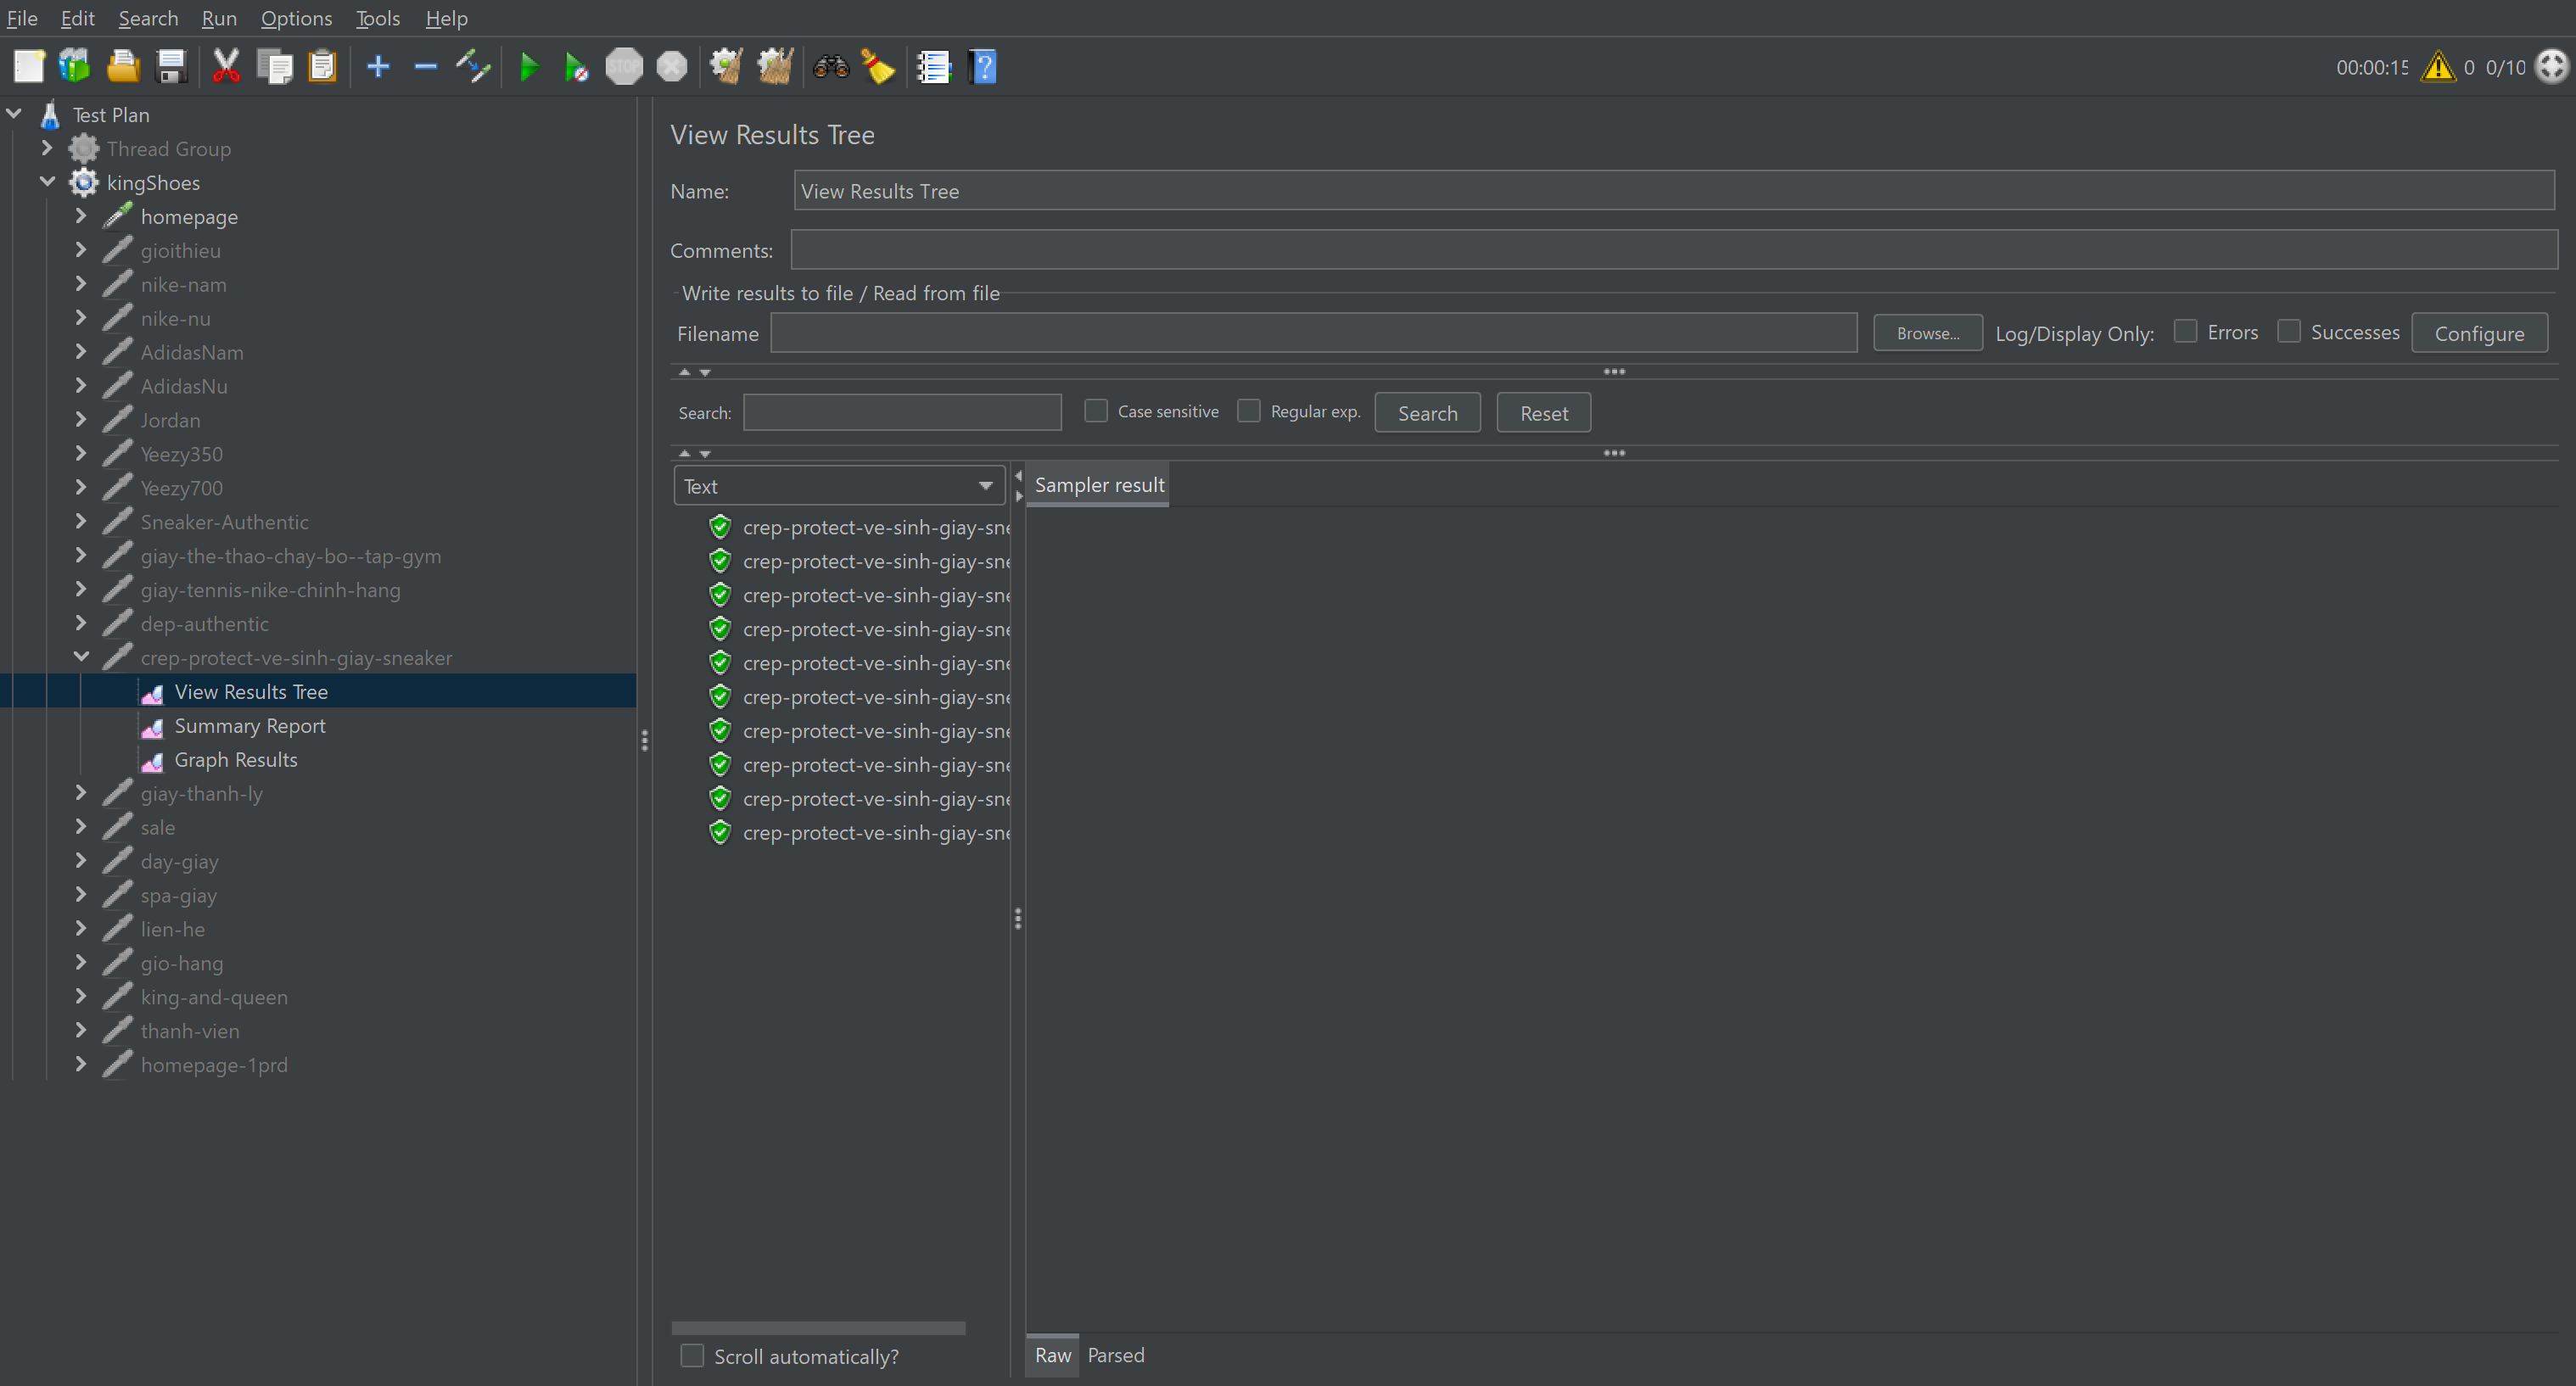 File Edit Search Run Options Tools Help
STOP
00:00:15 0 0/10
Test Plan
Thread Group
kingShoes
homepage
gioithieu
nike-nam
nike-nu
AdidasNam
AdidasNu
Jordan
Yeezy350
Yeezy700
Sneaker-Authentic
giay-the-thao-chay-bo--tap-gym
giay-tennis-nike-chinh-hang
dep-authentic
crep-protect-ve-sinh-giay-sneaker
View Results Tree
Summary Report
Graph Results
giay-thanh-ly
sale
day-giay
spa-giay
lien-he
gio-hang
king-and-queen
thanh-vien
homepage-1prd
View Results Tree
Name: View Results Tree
Comments:
Write results to file / Read from file
Filename Browse... Log/Display Only: Errors Successes Configure
Search: Case sensitive Regular exp. Search Reset
Text
crep-protect-ve-sinh-giay-sne
crep-protect-ve-sinh-giay-sne
crep-protect-ve-sinh-giay-sne
crep-protect-ve-sinh-giay-sne
crep-protect-ve-sinh-giay-sne
crep-protect-ve-sinh-giay-sne
crep-protect-ve-sinh-giay-sne
crep-protect-ve-sinh-giay-sne
crep-protect-ve-sinh-giay-sne
crep-protect-ve-sinh-giay-sne
Scroll automatically?
Sampler result
Raw Parsed